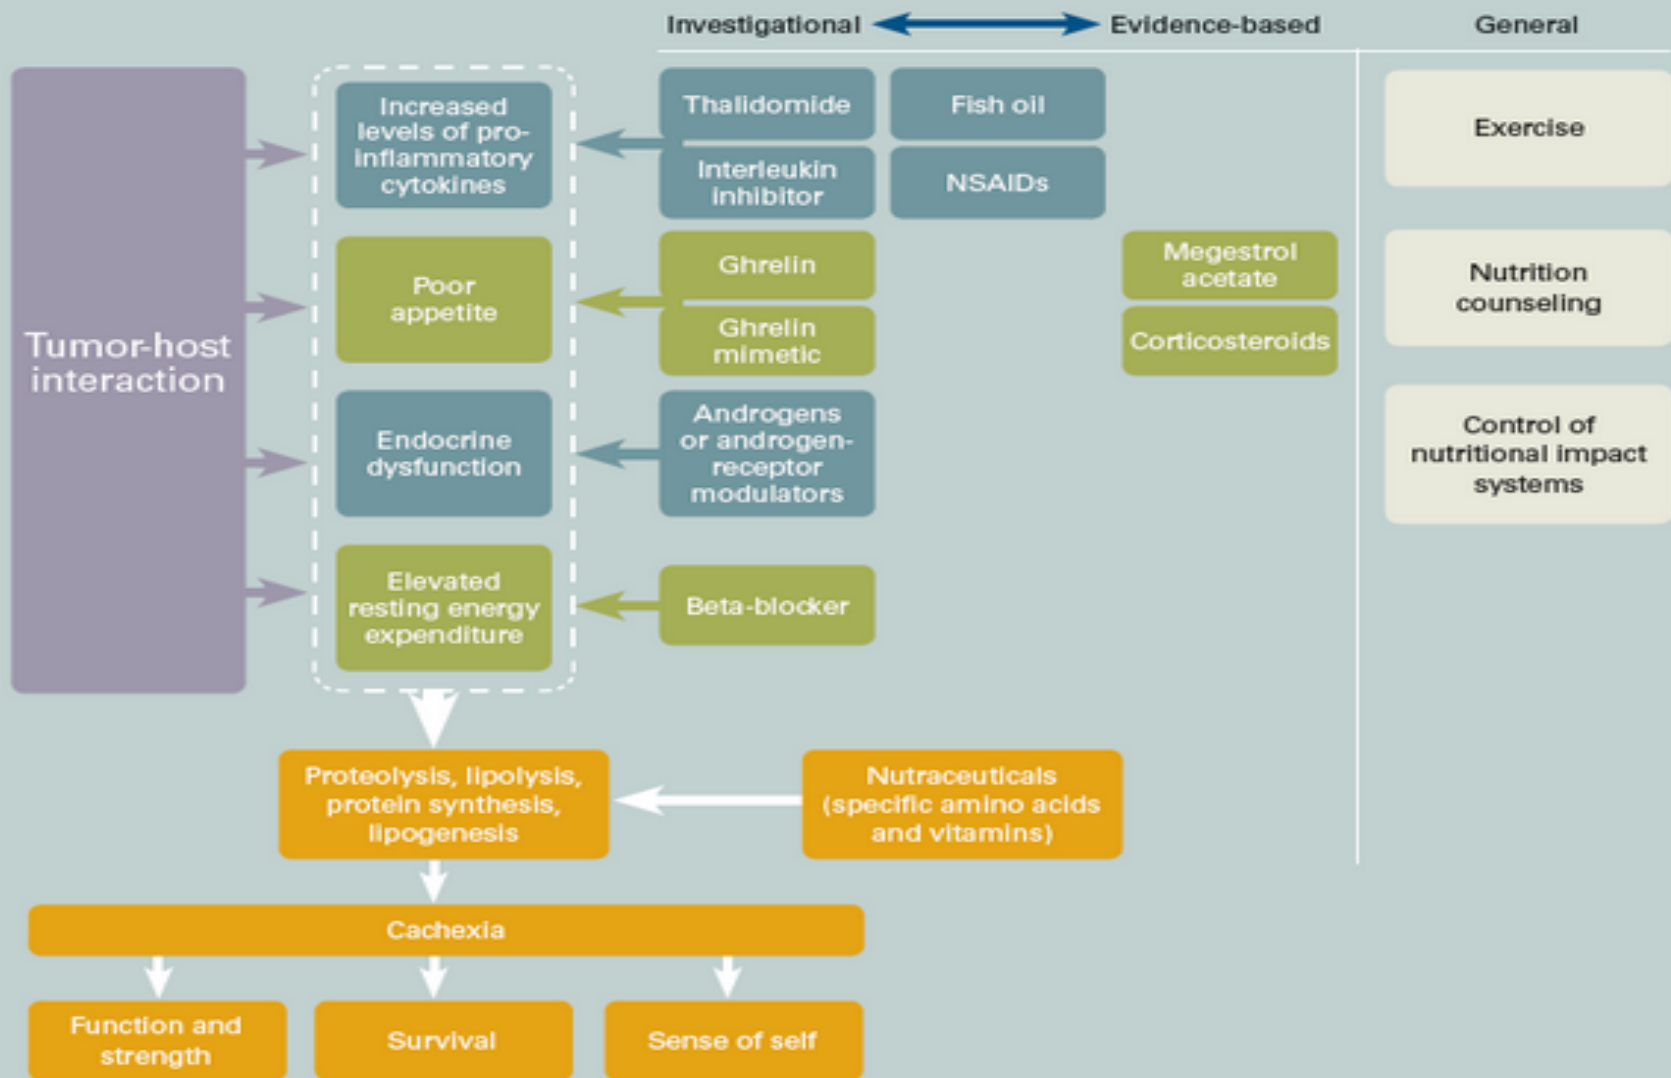 Investigational
Evidence-based
General
Tumor-host
interaction
Increased
levels of pro-
inflammatory
cytokines
Thalidomide
Fish oil
Interleukin
inhibitor
NSAIDs
Exercise
Poor
appetite
Ghrelin
Ghrelin
mimetic
Megestrol
acetate
Corticosteroids
Nutrition
counseling
Endocrine
dysfunction
Androgens
or androgen-
receptor
modulators
Control of
nutritional impact
systems
Elevated
resting energy
expenditure
Beta-blocker
Proteolysis, lipolysis,
protein synthesis,
lipogenesis
Nutraceuticals
(specific amino acids
and vitamins)
Cachexia
Function and
strength
Survival
Sense of self